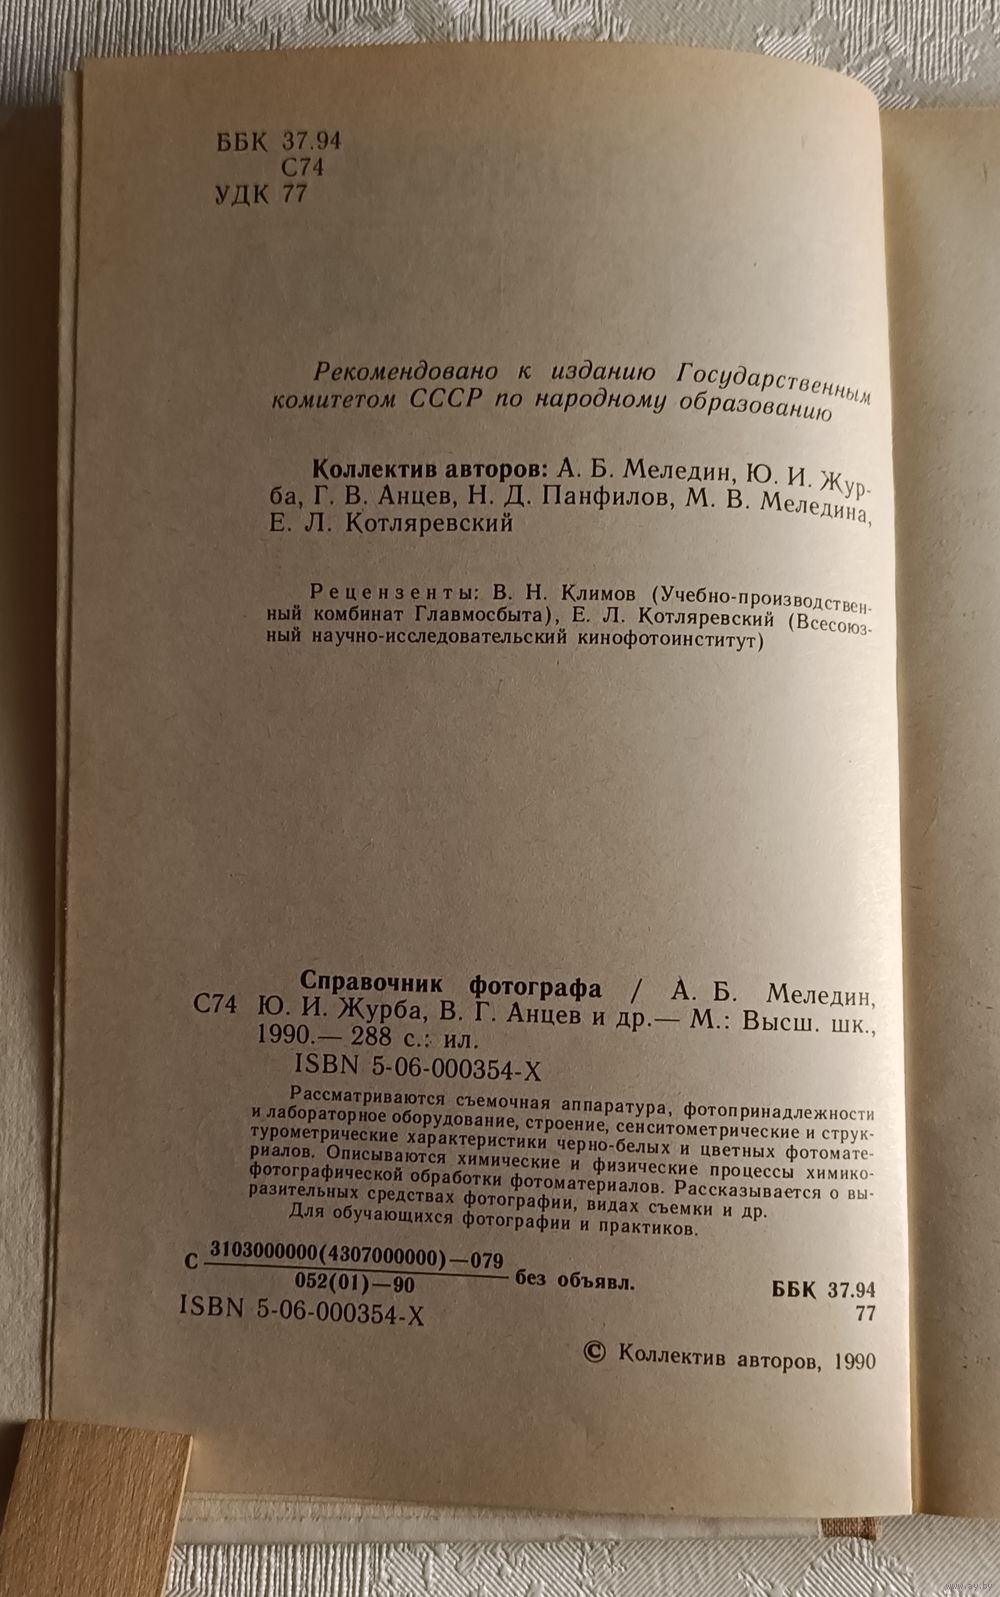 ББК 37.94
С74
УДК 77
Рекомендовано к изданию Государственным
комитетом СССР по народному образованию
Коллектив авторов: А. Б. Меледин, Ю. И. Жур-
ба, Г. В. Анцев, Н. Д. Панфилов, М. В. Меледина,
Е. Л. Котляревский
Рецензенты: В. Н. Климов (Учебно-производствен-
ный комбинат Главмосбыта), Е. Л. Котляревский (Всесоюз-
ный научно-исследовательский кинофотоинститут)
Справочник фотографа / А. Б. Меледин,
С74 Ю. И. Журба, В. Г. Анцев и др.— М.: Высш. шк.,
1990.— 288 с.: ил.
ISBN 5-06-000354-X
Рассматриваются съемочная аппаратура, фотопринадлежности
и лабораторное оборудование, строение, сенситометрические и струк-
турометрические характеристики черно-белых и цветных фотомате-
риалов. Описываются химические и физические процессы химико-
фотографической обработки фотоматериалов. Рассказывается о вы-
разительных средствах фотографии, видах съемки и др.
Для обучающихся фотографии и практиков.
С 3103000000(4307000000)—079
052(01)—90
без объявл.
ББК 37.94
77
ISBN 5-06-000354-X
© Коллектив авторов, 1990
www.ay.by